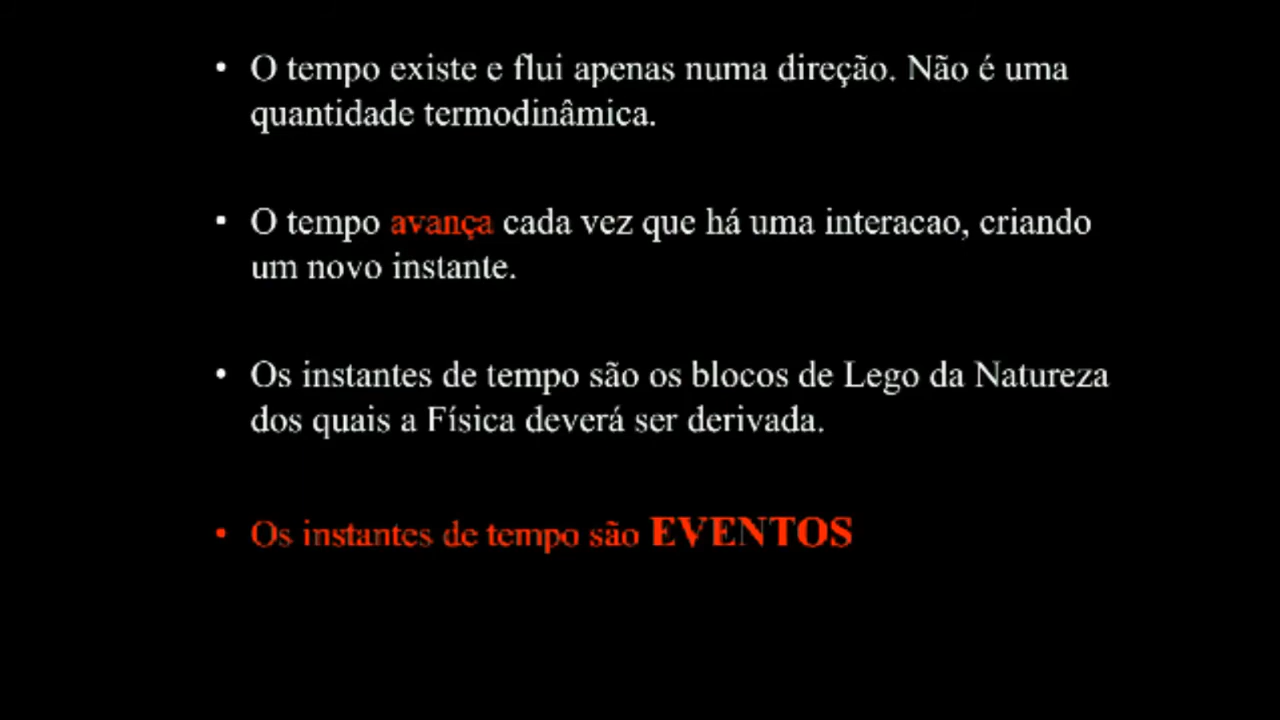 • O tempo existe e flui apenas numa direção. Não é uma
quantidade termodinâmica.
• O tempo avança cada vez que há uma interacao, criando
um novo instante.
• Os instantes de tempo são os blocos de Lego da Natureza
dos quais a Física deverá ser derivada.
• Os instantes de tempo são EVENTOS